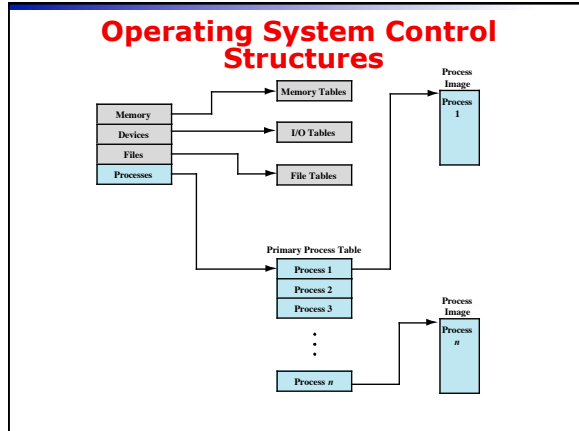 Operating System Control
Structures
Process
Image
Memory Tables
Process
1
Memory
Devices
I/O Tables
Files
Processes
File Tables
Primary Process Table
Process 1
Process 2
Process 3
Process
Image
Process
n
Process n